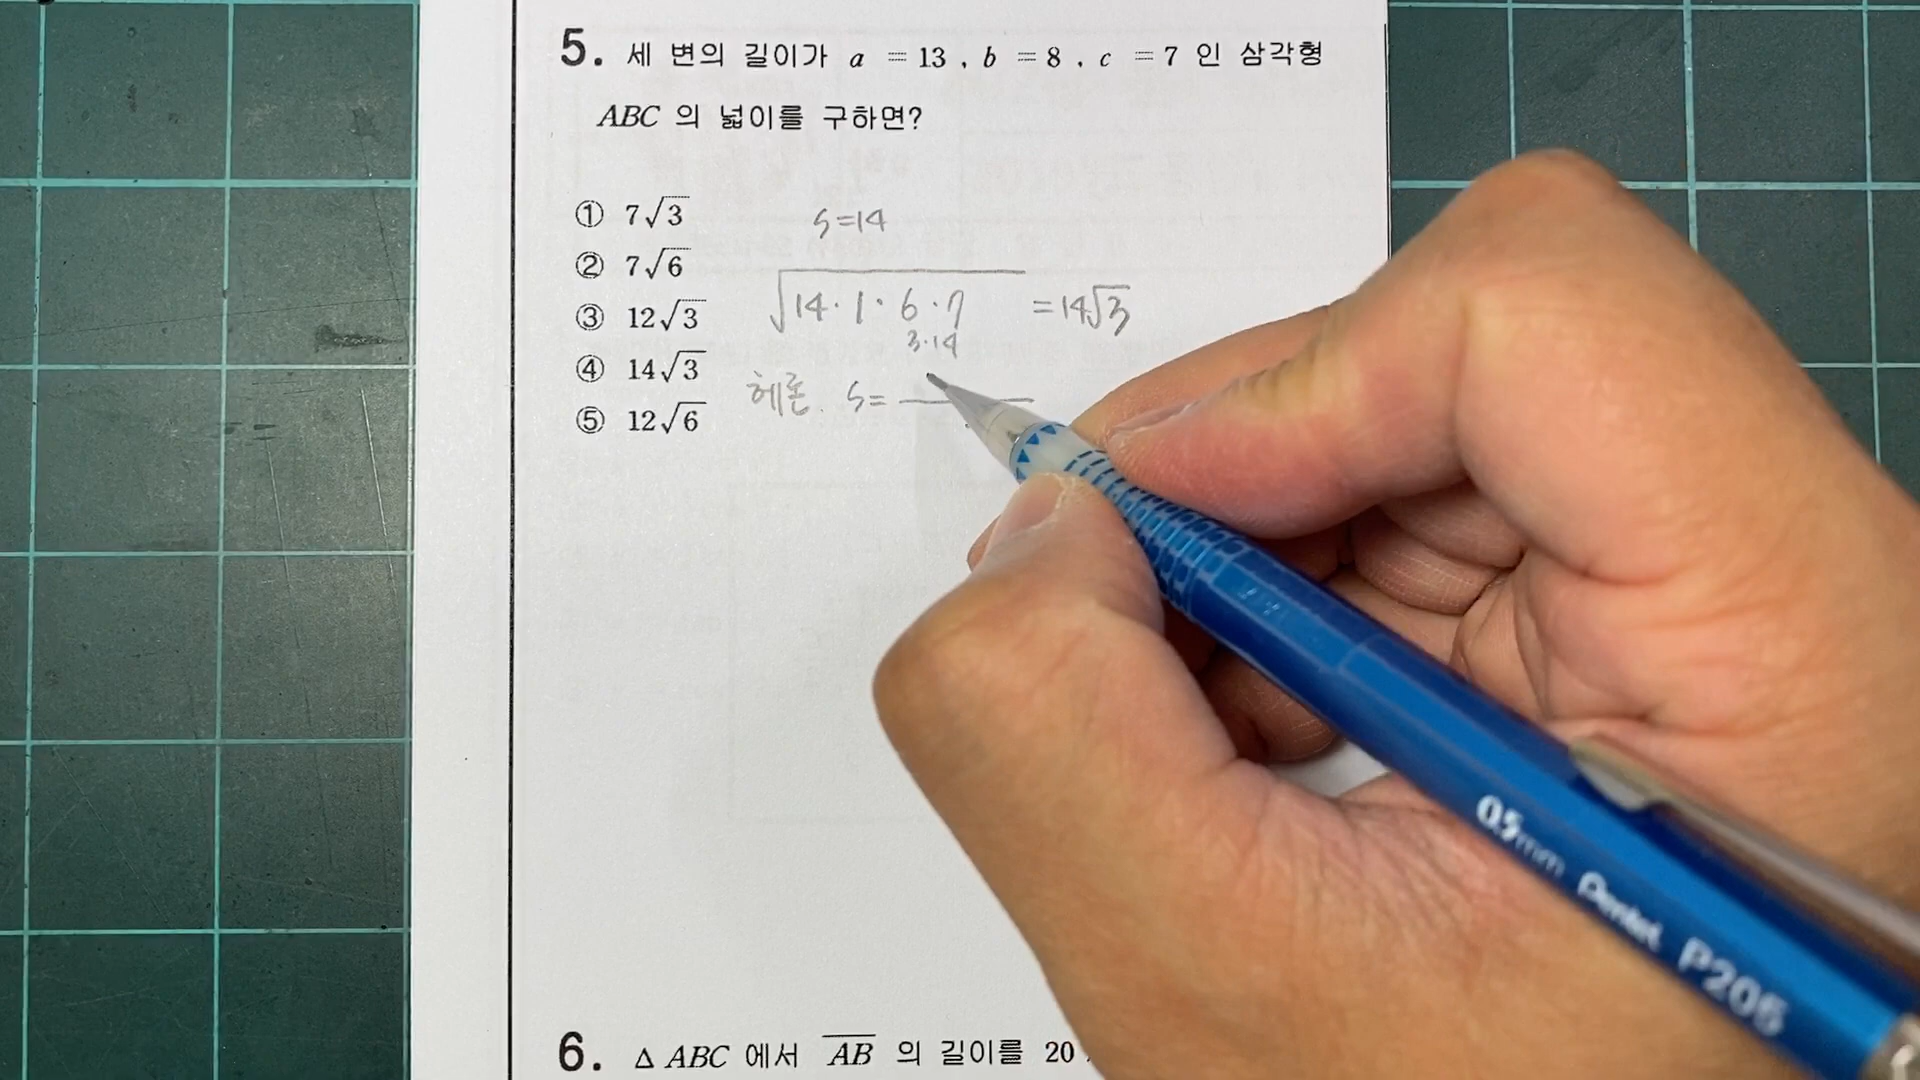 5. 세 변의 길이가 a = 13 , b = 8 , c = 7 인 삼각형
ABC 의 넓이를 구하면?
① 7√3
② 7√6
③ 12√3
④ 14√3
⑤ 12√6
s=14
√14·1·6·7 = 14√3
3·14
헤론. s=
6. △ ABC 에서 AB 의 길이를 20
0.5mm Pentel P205